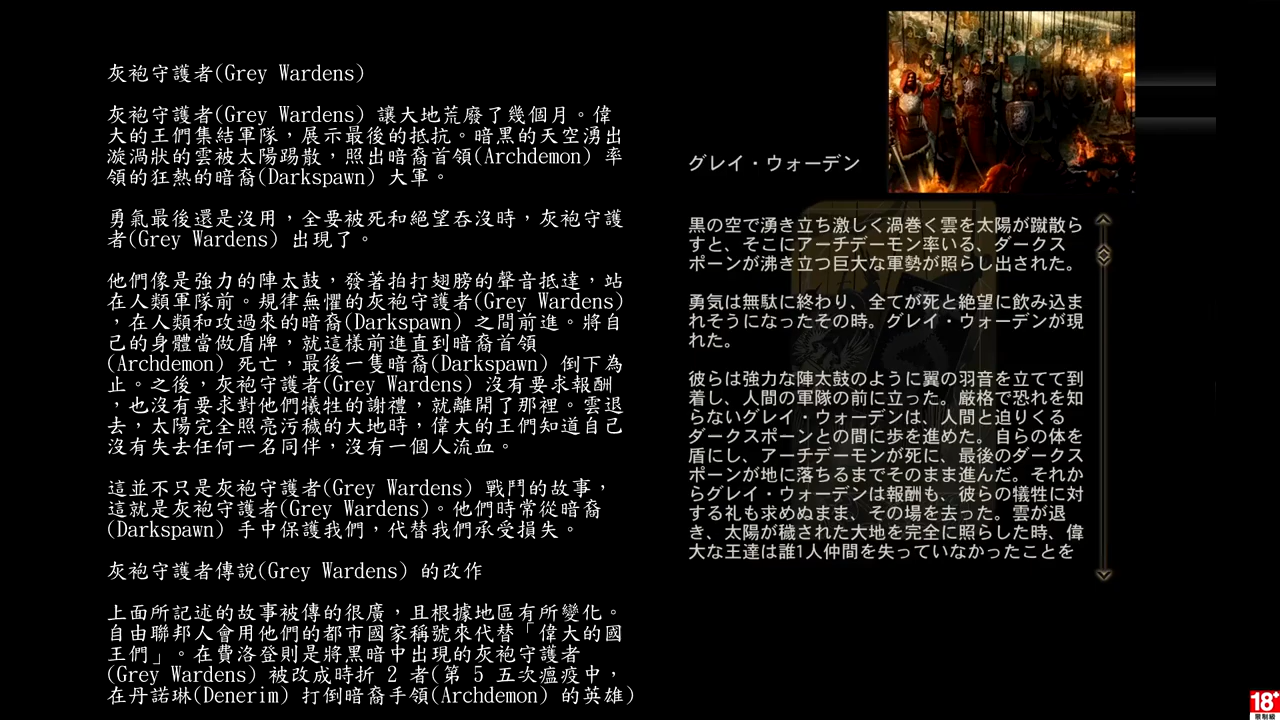 灰袍守護者(Grey Wardens)
灰袍守護者(Grey Wardens) 讓大地荒廢了幾個月。偉
大的王們集結軍隊，展示最後的抵抗。暗黑的天空湧出
漩渦狀的雲被太陽踢散，照出暗裔首領(Archdemon) 率
領的狂熱的暗裔(Darkspawn) 大軍。
勇氣最後還是沒用，全要被死和絕望吞沒時，灰袍守護
者(Grey Wardens) 出現了。
他們像是強力的陣太鼓，發著拍打翅膀的聲音抵達，站
在人類軍隊前。規律無懼的灰袍守護者(Grey Wardens)
，在人類和攻過來的暗裔(Darkspawn) 之間前進。將自
己的身體當做盾牌，就這樣前進直到暗裔首領
(Archdemon) 死亡，最後一隻暗裔(Darkspawn) 倒下為
止。之後，灰袍守護者(Grey Wardens) 沒有要求報酬
，也沒有要求對他們犧牲的謝禮，就離開了那裡。雲退
去，太陽完全照亮污穢的大地時，偉大的王們知道自己
沒有失去任何一名同伴，沒有一個人流血。
這並不只是灰袍守護者(Grey Wardens) 戰鬥的故事，
這就是灰袍守護者(Grey Wardens)。他們時常從暗裔
(Darkspawn) 手中保護我們，代替我們承受損失。
灰袍守護者傳說(Grey Wardens) 的改作
上面所記述的故事被傳的很廣，且根據地區有所變化。
自由聯邦人會用他們的都市國家稱號來代替「偉大的國
王們」。在費洛登則是將黑暗中出現的灰袍守護者
(Grey Wardens) 被改成時折 2 者(第 5 五次瘟疫中，
在丹諾琳(Denerim) 打倒暗裔手領(Archdemon) 的英雄)
グレイ・ウォーデン
黒の空で湧き立ち激しく渦巻く雲を太陽が蹴散ら
すと、そこにアーチデーモン率いる、ダークス
ポーンが沸き立つ巨大な軍勢が照らし出された。
勇気は無駄に終わり、全てが死と絶望に飲み込ま
れそうになったその時。グレイ・ウォーデンが現
れた。
彼らは強力な陣太鼓のように翼の羽音を立てて到
着し、人間の軍隊の前に立った。厳格で恐れを知
らないグレイ・ウォーデンは、人間と迫りくる
ダークスポーンとの間に歩を進めた。自らの体を
盾にし、アーチデーモンが死に、最後のダークス
ポーンが地に落ちるまでそのまま進んだ。それか
らグレイ・ウォーデンは報酬も、彼らの犠牲に対
する礼も求めぬまま、その場を去った。雲が退
き、太陽が穢された大地を完全に照らした時、偉
大な王達は誰1人仲間を失っていなかったことを
18+
限制級